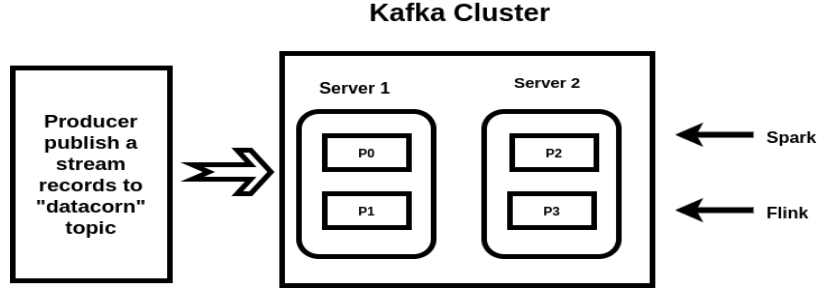 Kafka Cluster
Producer
publish a
stream
records to
"datacorn"
topic
Server 1
P0
P1
Server 2
P2
P3
Spark
Flink